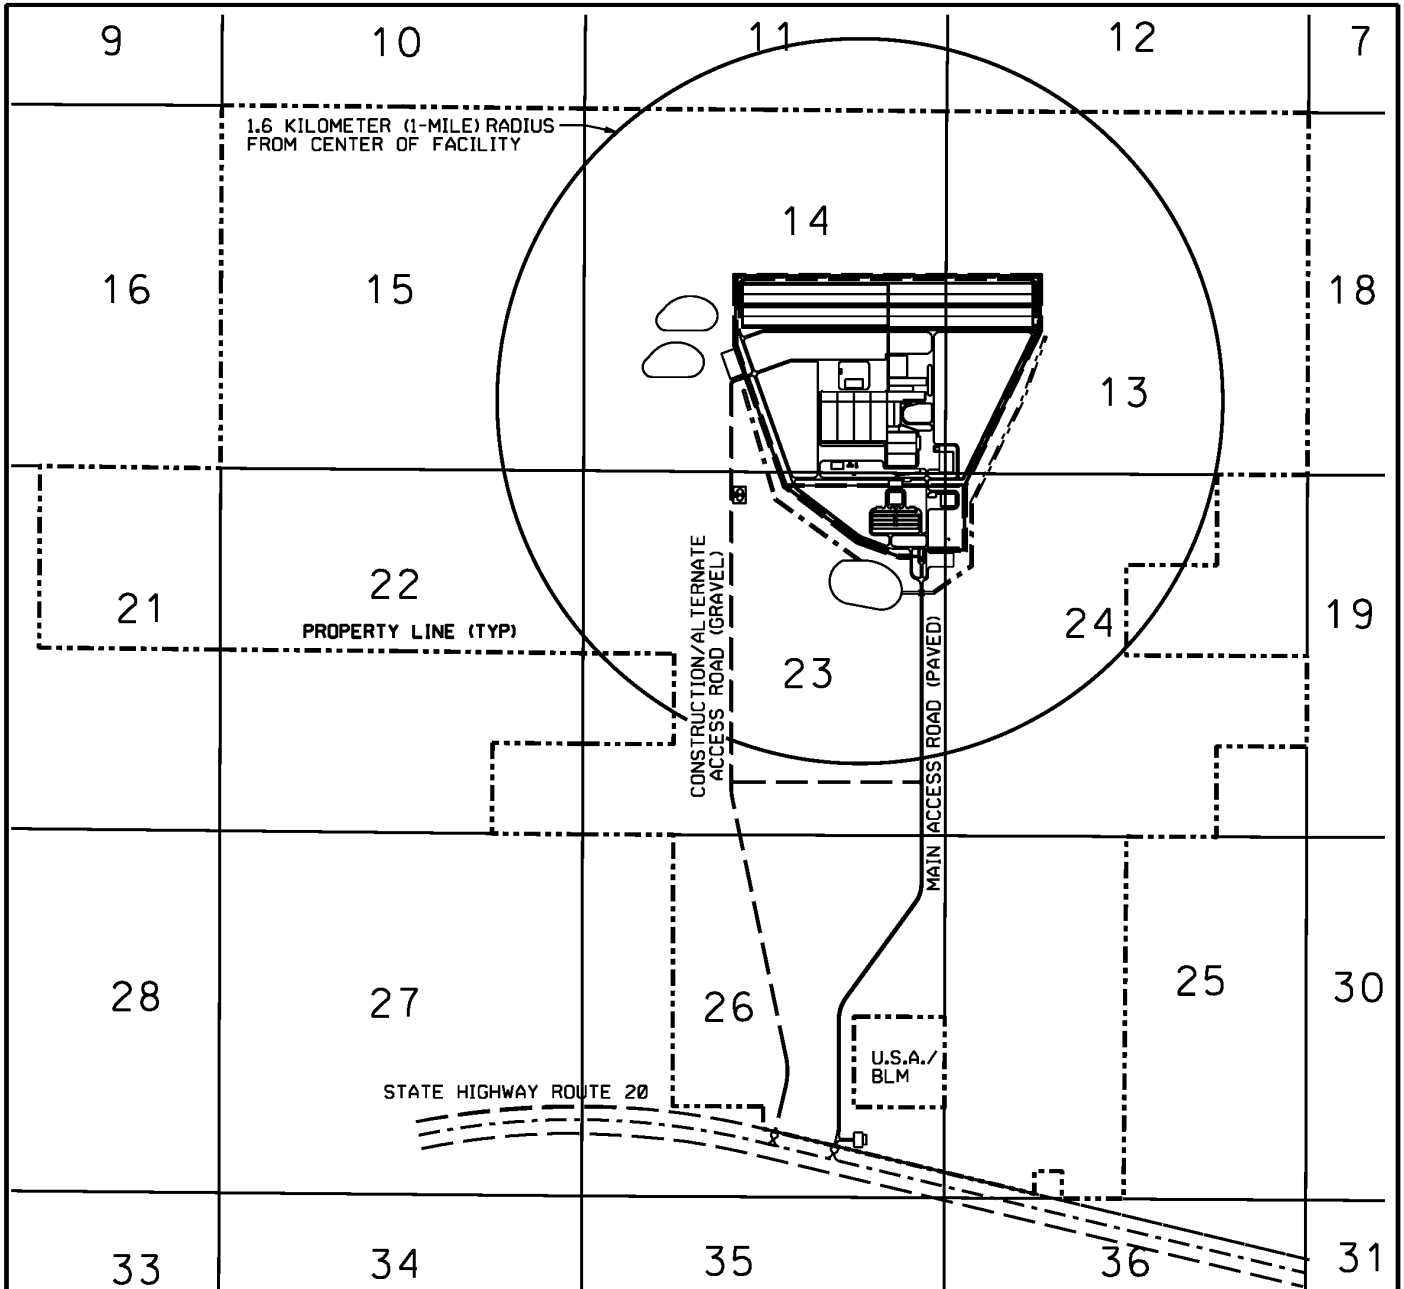 9
10
11
12
7
1.6 KILOMETER (1-MILE) RADIUS
FROM CENTER OF FACILITY
14
16
15
18
13
CONSTRUCTION/ALTERNATE
ACCESS ROAD (GRAVEL)
22
21
PROPERTY LINE (TYP)
24
19
23
MAIN ACCESS ROAD (PAVED)
28
27
26
25
30
U.S.A./
BLM
STATE HIGHWAY ROUTE 20
33
34
35
36
31